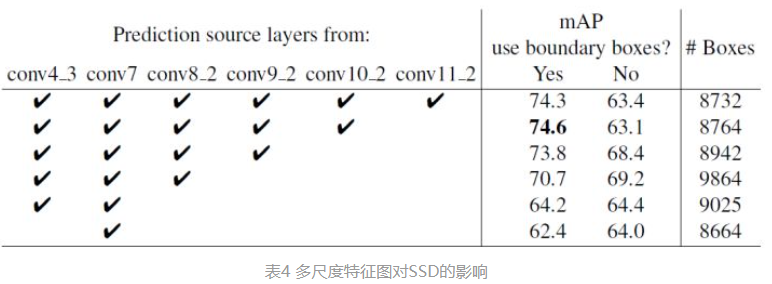 Prediction source layers from: mAP
use boundary boxes? # Boxes
conv4_3 conv7 conv8_2 conv9_2 conv10_2 conv11_2 Yes No
✔ ✔ ✔ ✔ ✔ ✔ 74.3 63.4 8732
✔ ✔ ✔ ✔ ✔ 74.6 63.1 8764
✔ ✔ ✔ ✔ 73.8 68.4 8942
✔ ✔ ✔ 70.7 69.2 9864
✔ ✔ 64.2 64.4 9025
✔ 62.4 64.0 8664
表4 多尺度特征图对SSD的影响